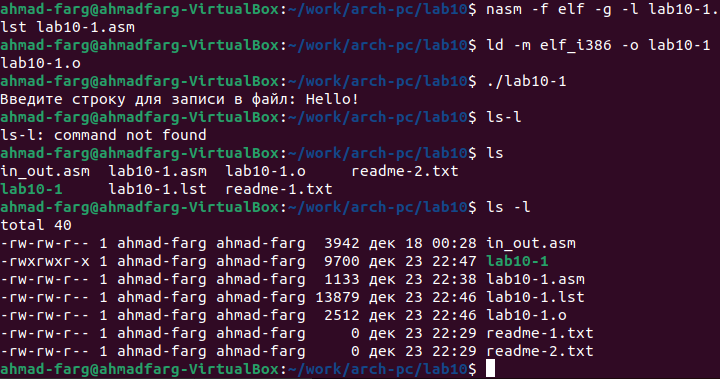 ahmad-farg@ahmadfarg-VirtualBox:~/work/arch-pc/lab10$ nasm -f elf -g -l lab10-1.
lst lab10-1.asm
ahmad-farg@ahmadfarg-VirtualBox:~/work/arch-pc/lab10$ ld -m elf_i386 -o lab10-1
lab10-1.o
ahmad-farg@ahmadfarg-VirtualBox:~/work/arch-pc/lab10$ ./lab10-1
Введите строку для записи в файл: Hello!
ahmad-farg@ahmadfarg-VirtualBox:~/work/arch-pc/lab10$ ls-l
ls-l: command not found
ahmad-farg@ahmadfarg-VirtualBox:~/work/arch-pc/lab10$ ls
in_out.asm  lab10-1.asm  lab10-1.o     readme-2.txt
lab10-1     lab10-1.lst  readme-1.txt
ahmad-farg@ahmadfarg-VirtualBox:~/work/arch-pc/lab10$ ls -l
total 40
-rw-rw-r-- 1 ahmad-farg ahmad-farg  3942 дек 18 00:28 in_out.asm
-rwxrwxr-x 1 ahmad-farg ahmad-farg  9700 дек 23 22:47 lab10-1
-rw-rw-r-- 1 ahmad-farg ahmad-farg  1133 дек 23 22:38 lab10-1.asm
-rw-rw-r-- 1 ahmad-farg ahmad-farg 13879 дек 23 22:46 lab10-1.lst
-rw-rw-r-- 1 ahmad-farg ahmad-farg  2512 дек 23 22:46 lab10-1.o
-rw-rw-r-- 1 ahmad-farg ahmad-farg     0 дек 23 22:29 readme-1.txt
-rw-rw-r-- 1 ahmad-farg ahmad-farg     0 дек 23 22:29 readme-2.txt
ahmad-farg@ahmadfarg-VirtualBox:~/work/arch-pc/lab10$